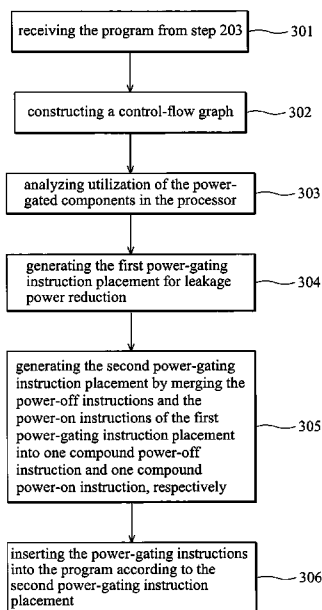 receiving the program from step 203
301
constructing a control-flow graph
302
analyzing utilization of the power-
gated components in the processor
303
generating the first power-gating
instruction placement for leakage
power reduction
304
generating the second power-gating
instruction placement by merging the
power-off instructions and the
power-on instructions of the first
power-gating instruction placement
into one compound power-off
instruction and one compound
power-on instruction, respectively
305
inserting the power-gating instructions
into the program according to the
second power-gating instruction
placement
306